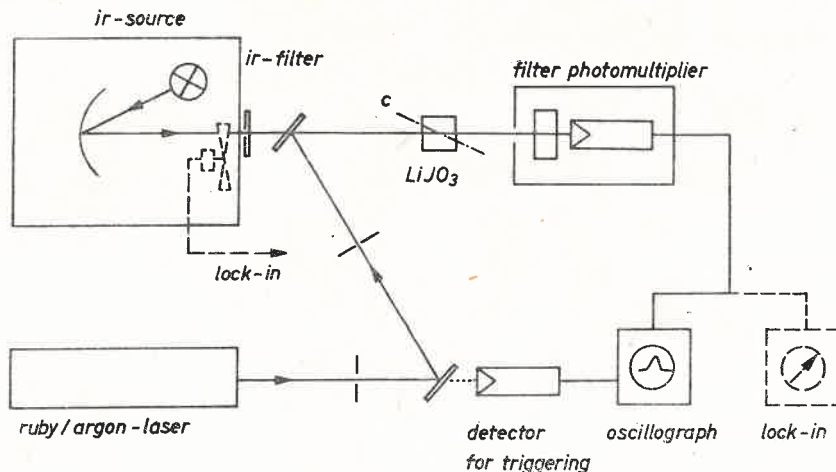 ir-source
ir-filter
filter photomultiplier
c
LiJO₃
lock-in
ruby/argon-laser
detector
for triggering
oscillograph
lock-in